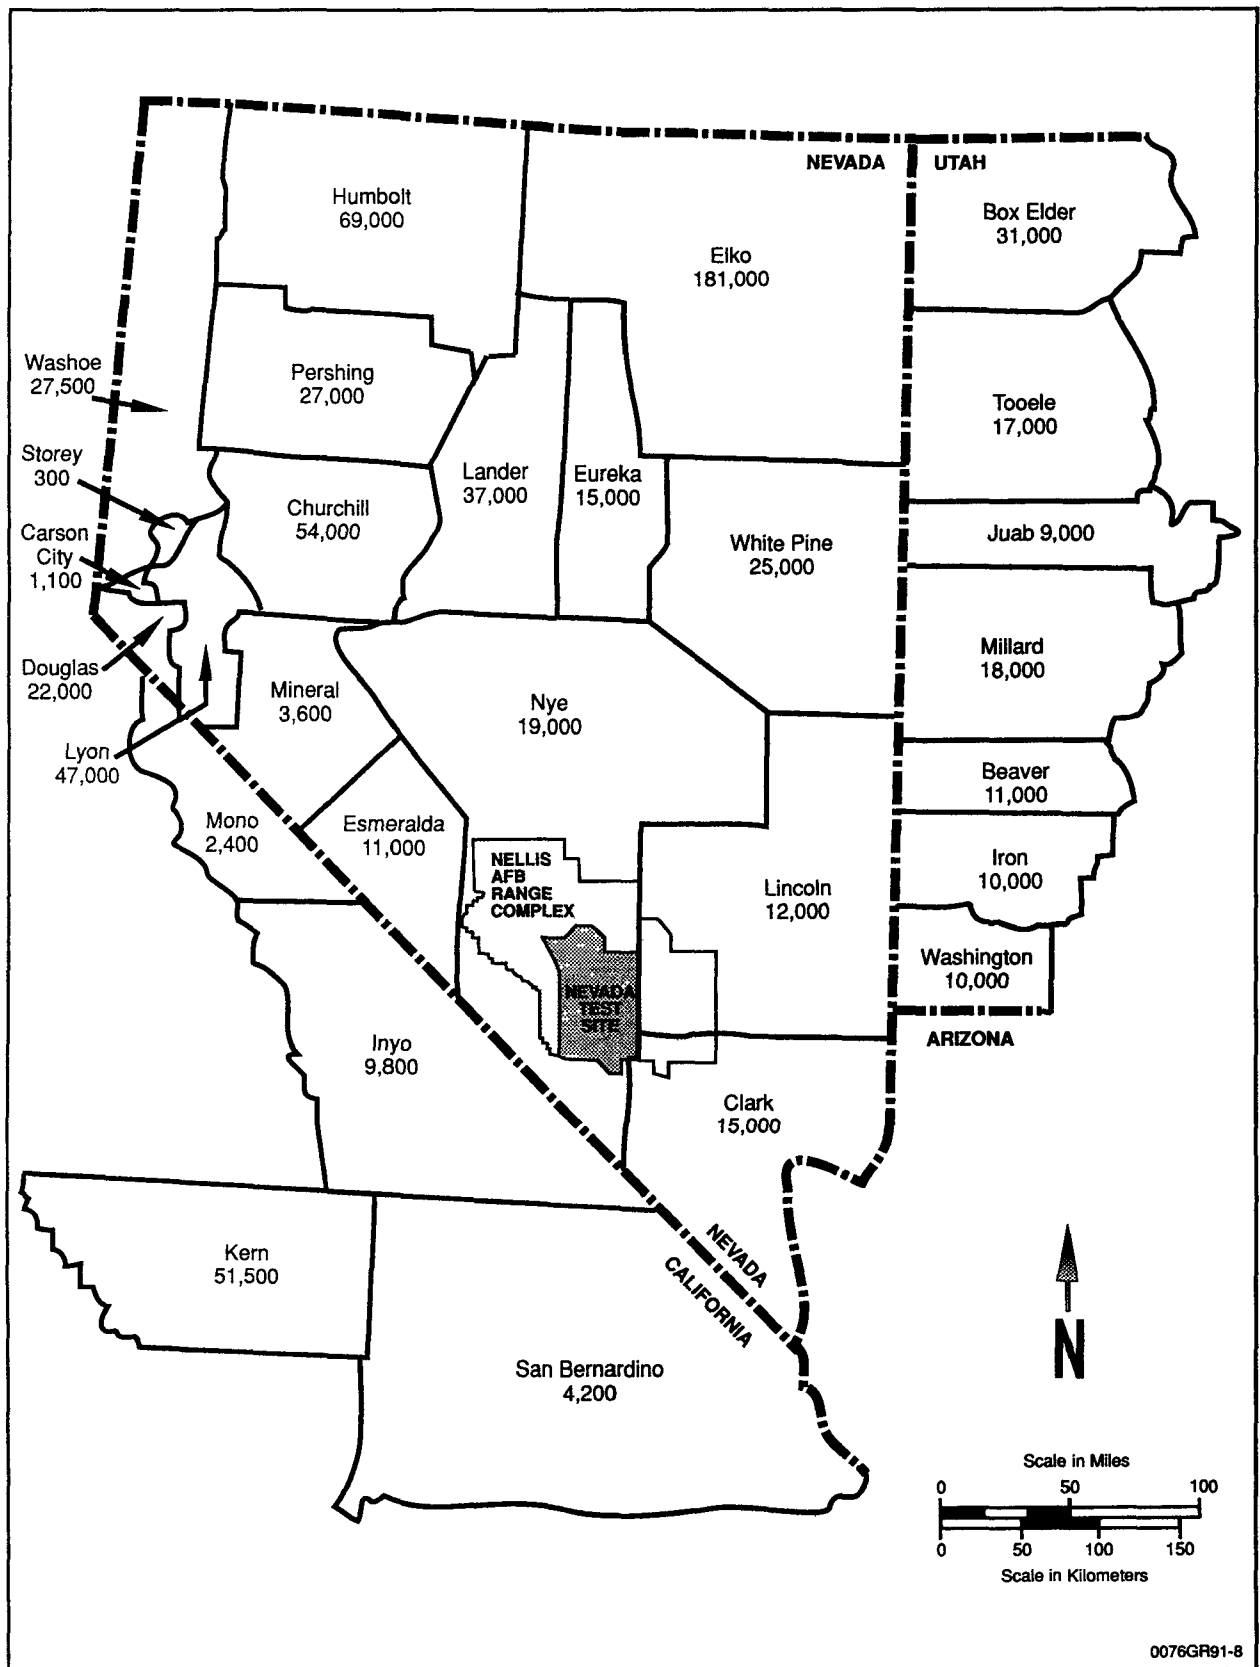 NEVADA
UTAH
Humbolt
69,000
Elko
181,000
Box Elder
31,000
Washoe
27,500
Pershing
27,000
Tooele
17,000
Storey
300
Lander
37,000
Eureka
15,000
Churchill
54,000
Carson
City
1,100
White Pine
25,000
Juab 9,000
Douglas
22,000
Mineral
3,600
Nye
19,000
Millard
18,000
Lyon
47,000
Beaver
11,000
Mono
2,400
Esmeralda
11,000
NELLIS
AFB
RANGE
COMPLEX
Lincoln
12,000
Iron
10,000
Washington
10,000
NEVADA
TEST
SITE
ARIZONA
Inyo
9,800
Clark
15,000
Kern
51,500
NEVADA
CALIFORNIA
San Bernardino
4,200
N
Scale in Miles
0 50 100
0 50 100 150
Scale in Kilometers
0076GR91-8